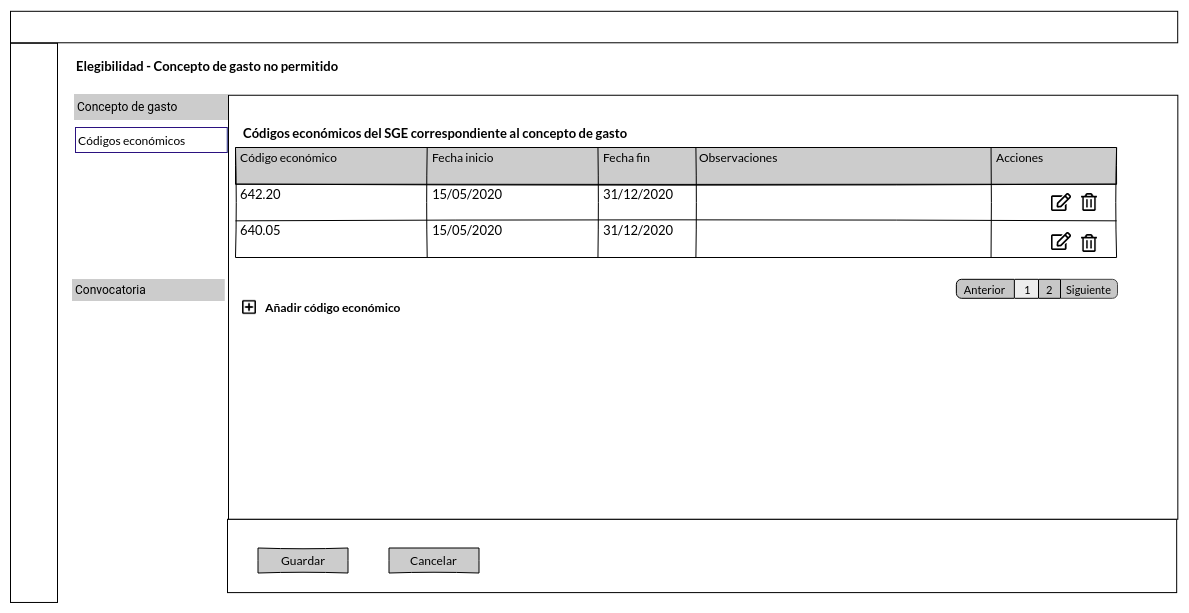 Elegibilidad - Concepto de gasto no permitido
Concepto de gasto
Códigos económicos
Códigos económicos del SGE correspondiente al concepto de gasto
Código económico Fecha inicio Fecha fin Observaciones Acciones
642.20 15/05/2020 31/12/2020
640.05 15/05/2020 31/12/2020
Convocatoria
Anterior 1 2 Siguiente
Añadir código económico
Guardar Cancelar